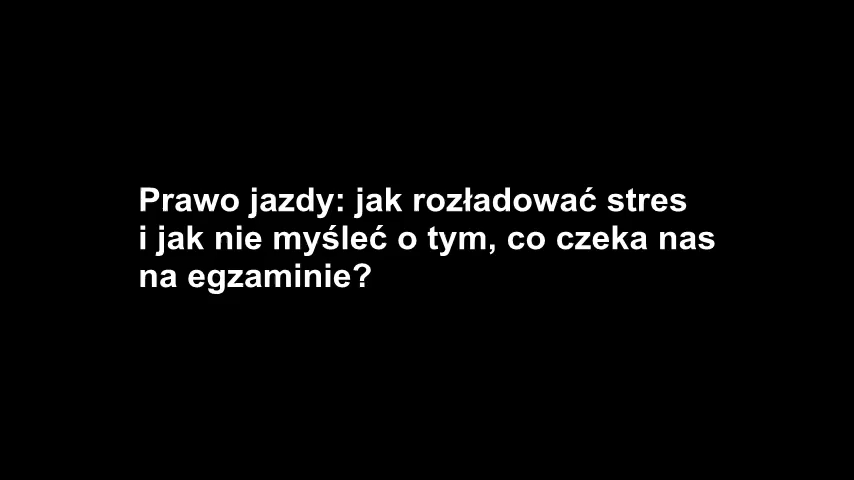 Prawo jazdy: jak rozładować stres
i jak nie myśleć o tym, co czeka nas
na egzaminie?